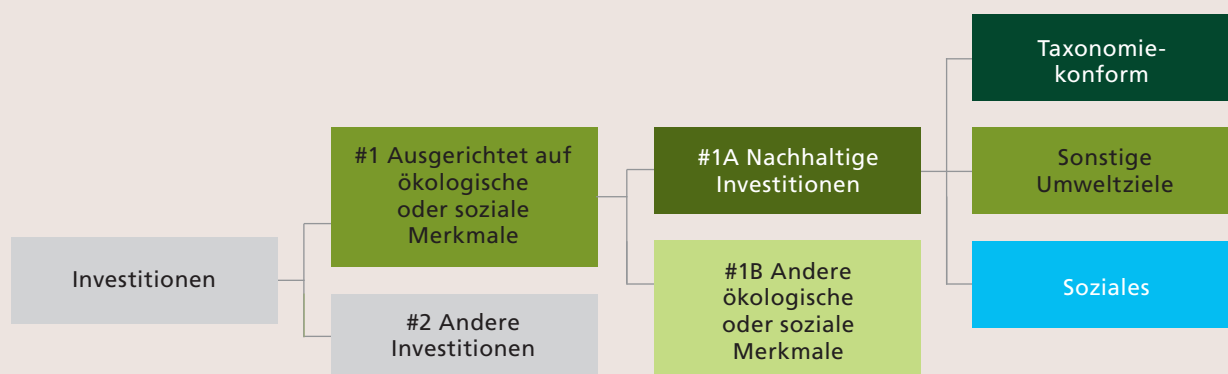 Investitionen
#1 Ausgerichtet auf
ökologische
oder soziale
Merkmale
#2 Andere
Investitionen
#1A Nachhaltige
Investitionen
#1B Andere
ökologische
oder soziale
Merkmale
Taxonomie-
konform
Sonstige
Umweltziele
Soziales